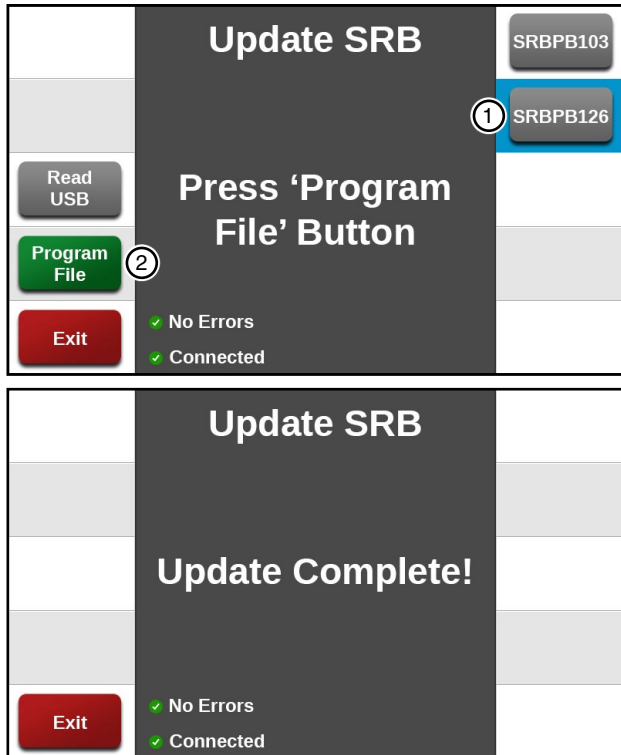 Update SRB
SRBPB103
1
SRBPB126
Read
USB
Press ‘Program
File’ Button
Program
File
2
Exit
No Errors
Connected
Update SRB
Update Complete!
Exit
No Errors
Connected